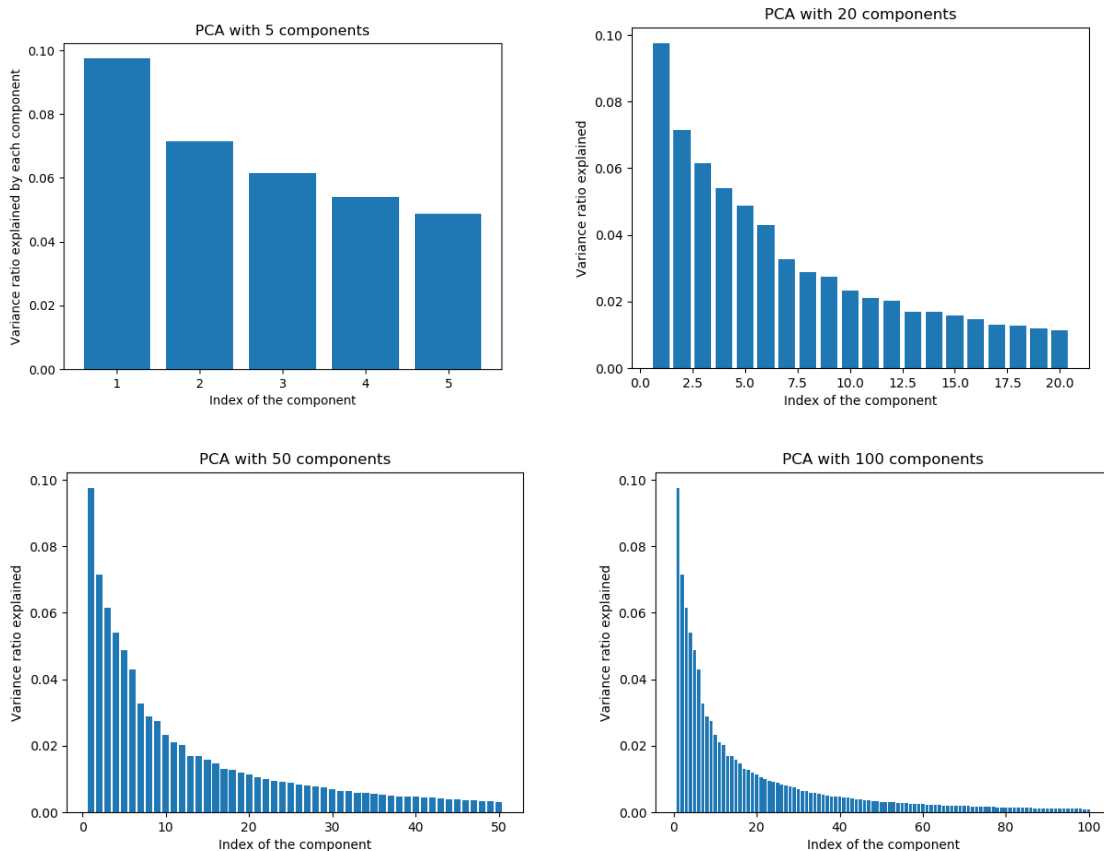 PCA with 5 components
Variance ratio explained by each component
0.10
0.08
0.06
0.04
0.02
0.00
1 2 3 4 5
Index of the component
PCA with 20 components
Variance ratio explained
0.10
0.08
0.06
0.04
0.02
0.00
0.0 2.5 5.0 7.5 10.0 12.5 15.0 17.5 20.0
Index of the component
PCA with 50 components
Variance ratio explained
0.10
0.08
0.06
0.04
0.02
0.00
0 10 20 30 40 50
Index of the component
PCA with 100 components
Variance ratio explained
0.10
0.08
0.06
0.04
0.02
0.00
0 20 40 60 80 100
Index of the component